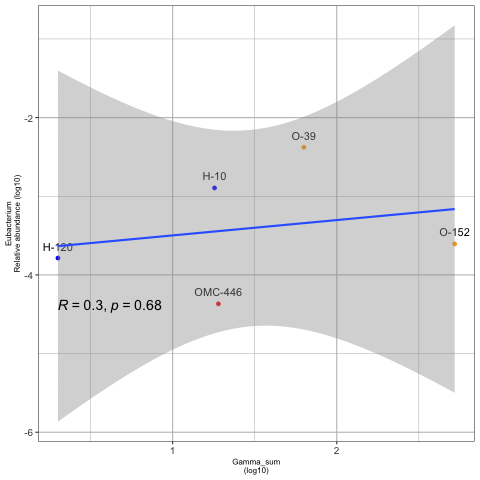 Eubacterium
Relative abundance (log10)
-2
-4
-6
O-39
H-10
O-152
H-120
OMC-446
R = 0.3, p = 0.68
1
2
Gamma_sum
(log10)